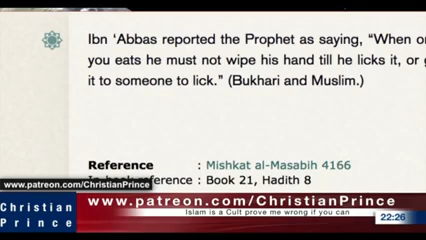 Ibn ‘Abbas reported the Prophet as saying, “When on
you eats he must not wipe his hand till he licks it, or g
it to someone to lick.” (Bukhari and Muslim.)
Reference : Mishkat al-Masabih 4166
www.patreon.com/ChristianPrince
reference : Book 21, Hadith 8
Christian
Prince
www.patreon.com/ChristianPrince
Islam is a Cult prove me wrong if you can
22:26